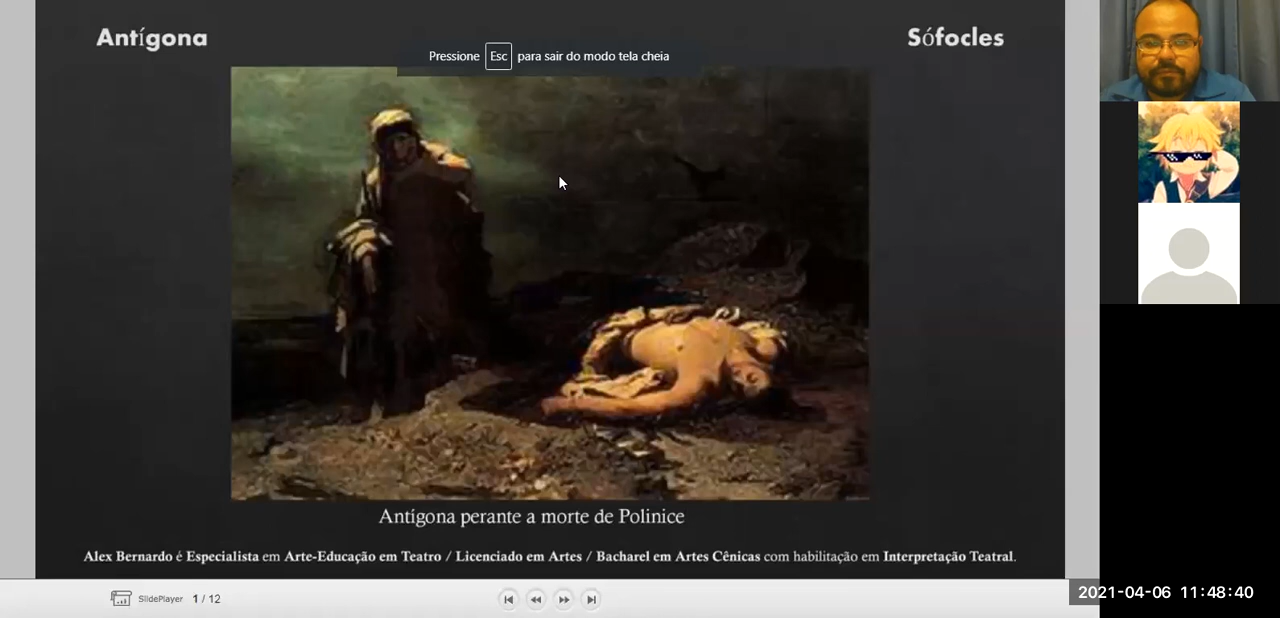 Antígona
Sófocles
Pressione Esc para sair do modo tela cheia
Antígona perante a morte de Polinice
Alex Bernardo é Especialista em Arte-Educação em Teatro / Licenciado em Artes / Bacharel em Artes Cênicas com habilitação em Interpretação Teatral.
SlidePlayer 1 / 12
2021-04-06 11:48:40